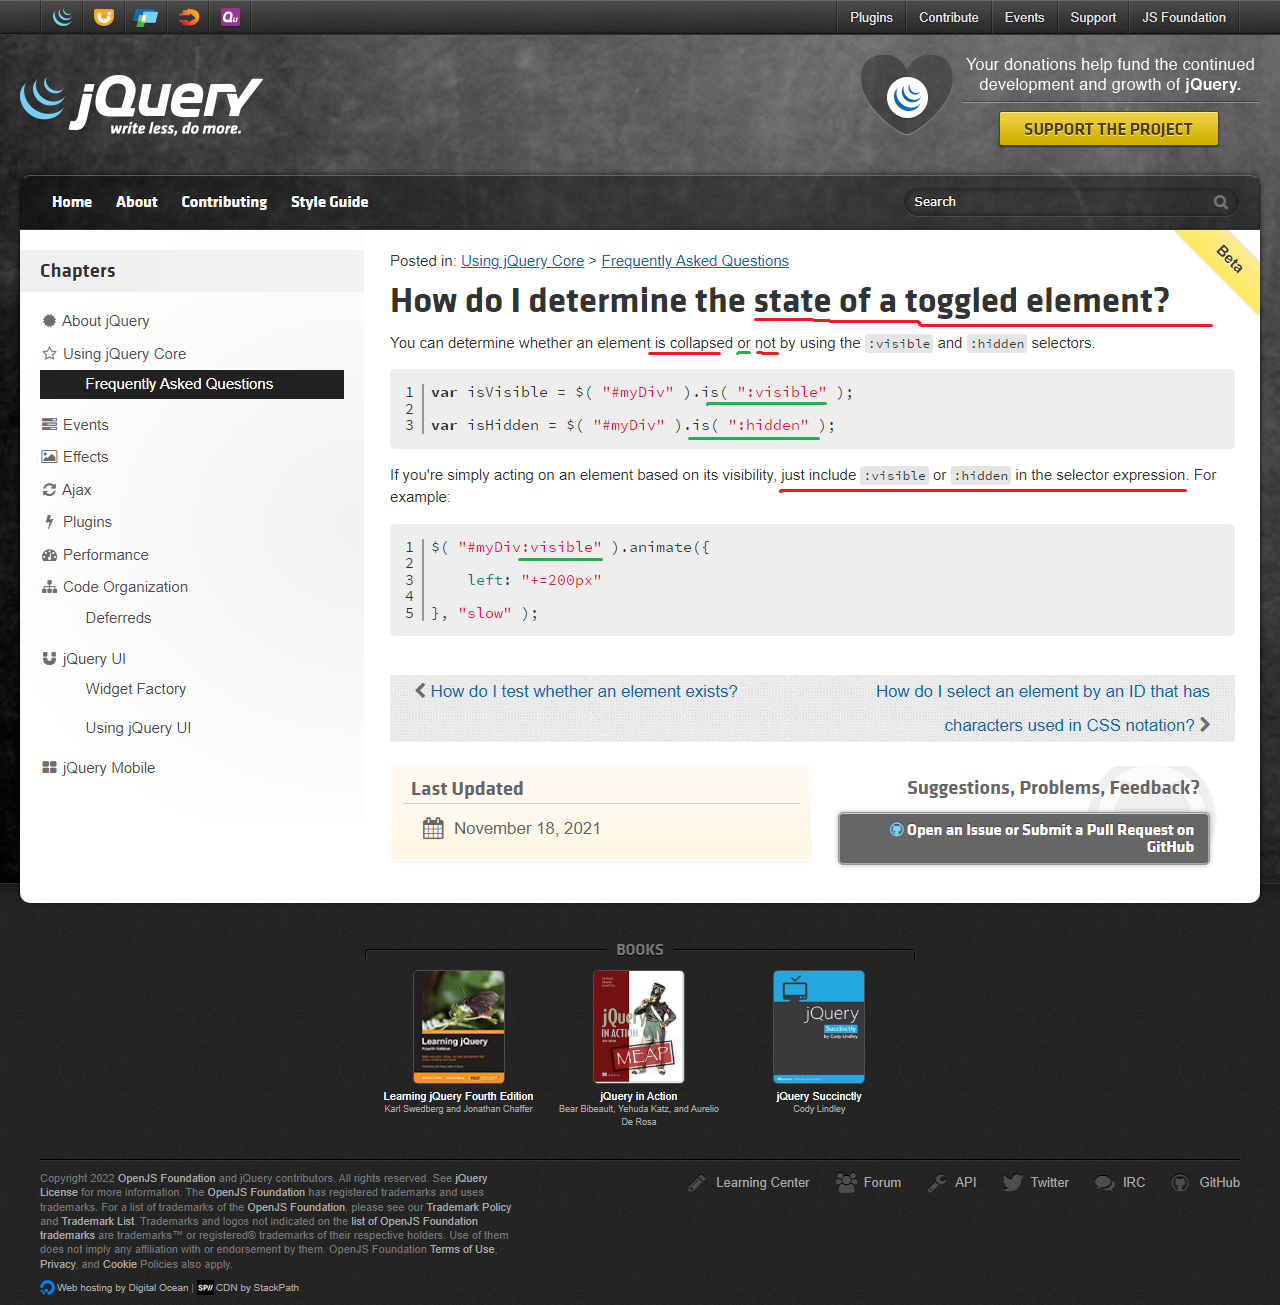 Plugins
Contribute
Events
Support
JS Foundation
jQuery
write less, do more.
Your donations help fund the continued
development and growth of jQuery.
SUPPORT THE PROJECT
Home
About
Contributing
Style Guide
Search
Beta
Chapters
About jQuery
Using jQuery Core
Frequently Asked Questions
Events
Effects
Ajax
Plugins
Performance
Code Organization
Deferreds
jQuery UI
Widget Factory
Using jQuery UI
jQuery Mobile
Posted in: Using jQuery Core > Frequently Asked Questions
How do I determine the state of a toggled element?
You can determine whether an element is collapsed or not by using the :visible and :hidden selectors.
1 var isVisible = $( "#myDiv" ).is( ":visible" );
2
3 var isHidden = $( "#myDiv" ).is( ":hidden" );
If you're simply acting on an element based on its visibility, just include :visible or :hidden in the selector expression. For
example:
1 $( "#myDiv:visible" ).animate({
2
3 left: "+=200px"
4
5 }, "slow" );
How do I test whether an element exists?
How do I select an element by an ID that has
characters used in CSS notation?
Last Updated
November 18, 2021
Suggestions, Problems, Feedback?
Open an Issue or Submit a Pull Request on
GitHub
BOOKS
Learning jQuery
Fourth Edition
Learning jQuery Fourth Edition
Karl Swedberg and Jonathan Chaffer
jQuery
IN ACTION
MEAP
jQuery in Action
Bear Bibeault, Yehuda Katz, and Aurelio
De Rosa
jQuery
Succinctly
by Cody Lindley
jQuery Succinctly
Cody Lindley
Copyright 2022 OpenJS Foundation and jQuery contributors. All rights reserved. See jQuery
License for more information. The OpenJS Foundation has registered trademarks and uses
trademarks. For a list of trademarks of the OpenJS Foundation, please see our Trademark Policy
and Trademark List. Trademarks and logos not indicated on the list of OpenJS Foundation
trademarks are trademarks™ or registered® trademarks of their respective holders. Use of them
does not imply any affiliation with or endorsement by them. OpenJS Foundation Terms of Use,
Privacy, and Cookie Policies also apply.
Web hosting by Digital Ocean | SP// CDN by StackPath
Learning Center
Forum
API
Twitter
IRC
GitHub